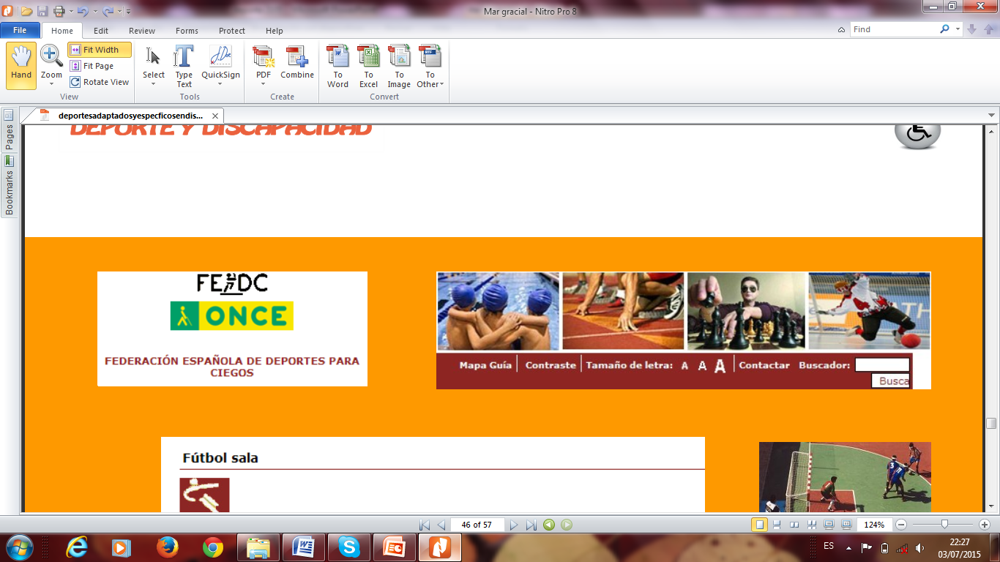 Mar gracial - Nitro Pro 8
File Home Edit Review Forms Protect Help
Find
Hand
Zoom
Fit Width
Fit Page
Rotate View
View
Select
Type Text
QuickSign
Tools
PDF
Combine
Create
To Word
To Excel
To Image
To Other
Convert
deportesadaptadosyespecficosendis...
Pages
Bookmarks
DEPORTE Y DISCAPACIDAD
FEDC
ONCE
FEDERACIÓN ESPAÑOLA DE DEPORTES PARA
CIEGOS
Mapa Guía Contraste Tamaño de letra: A A A Contactar Buscador:
Busca
Fútbol sala
46 of 57
124%
ES
22:27
03/07/2015